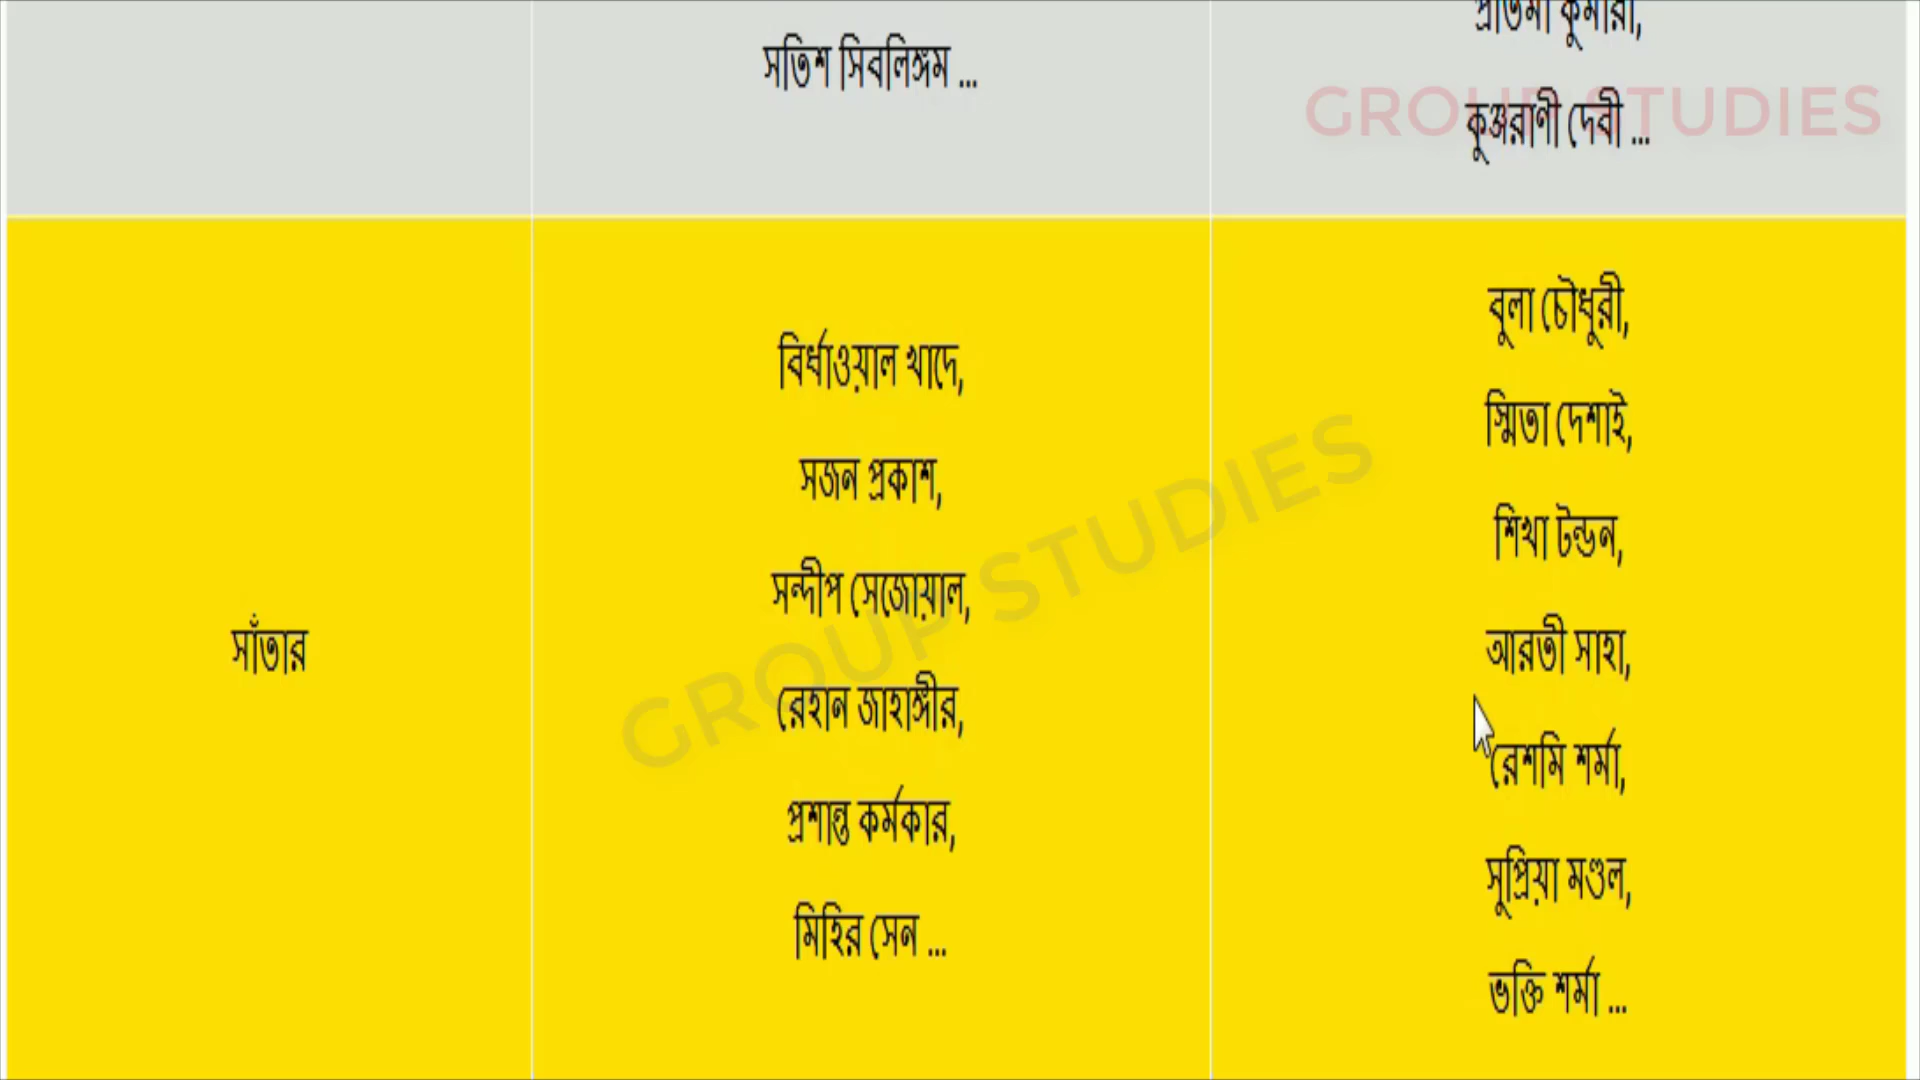 প্রতিমা কুমারী,
সতিশ সিবলিঙ্গম ...
কুঞ্জরাণী দেবী ...
GROUP STUDIES
সাঁতার
বির্ধাওয়াল খাদে,
সজন প্রকাশ,
সন্দীপ সেজোয়াল,
রেহান জাহাঙ্গীর,
প্রশান্ত কর্মকার,
মিহির সেন ...
বুলা চৌধুরী,
স্মিতা দেশাই,
শিখা টন্ডন,
আরতী সাহা,
রেশমি শর্মা,
সুপ্রিয়া মণ্ডল,
ভক্তি শর্মা ...
GROUP STUDIES